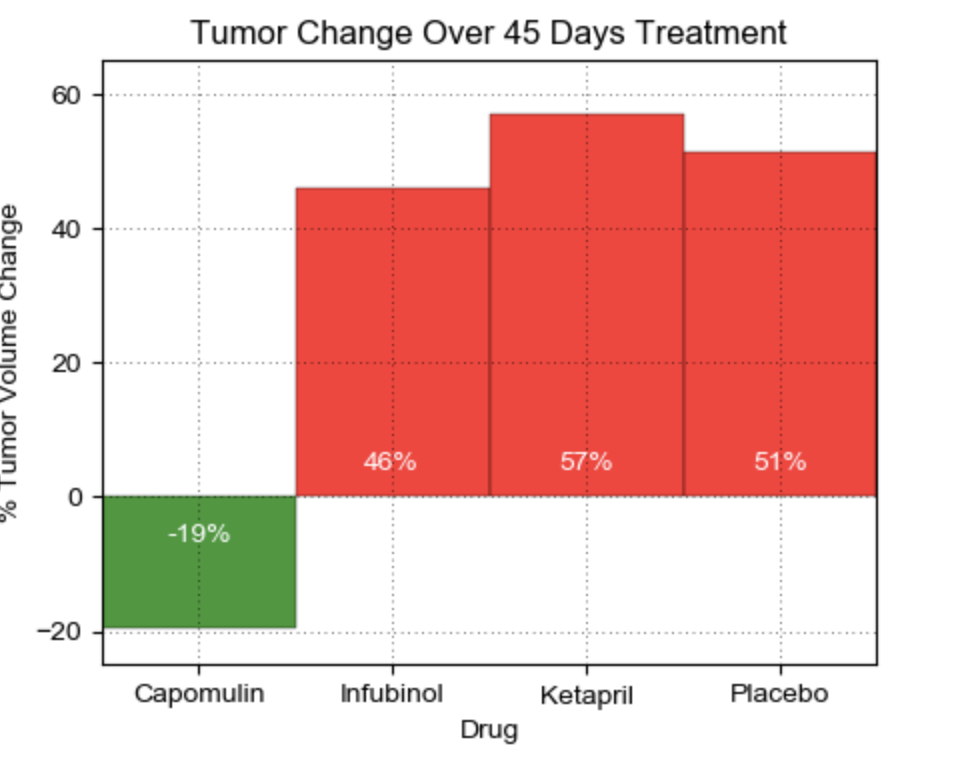 Tumor Change Over 45 Days Treatment
% Tumor Volume Change
60
40
20
0
−20
-19%
46%
57%
51%
Capomulin
Infubinol
Ketapril
Placebo
Drug